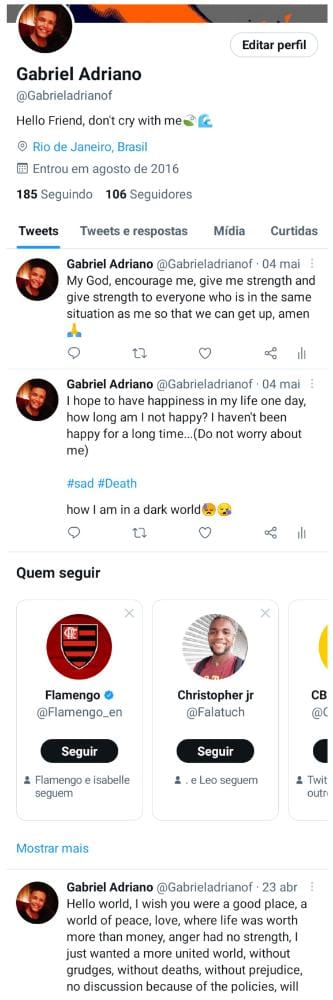 Editar perfil
Gabriel Adriano
@Gabrieladrianof
Hello Friend, don't cry with me🍃🌊
Rio de Janeiro, Brasil
Entrou em agosto de 2016
185 Seguindo 106 Seguidores
Tweets Tweets e respostas Mídia Curtidas
Gabriel Adriano @Gabrieladrianof · 04 mai
My God, encourage me, give me strength and
give strength to everyone who is in the same
situation as me so that we can get up, amen
🙏
Gabriel Adriano @Gabrieladrianof · 04 mai
I hope to have happiness in my life one day,
how long am I not happy? I haven't been
happy for a long time...(Do not worry about
me)
#sad #Death
how I am in a dark world😥😪
Quem seguir
Flamengo
@Flamengo_en
Seguir
Flamengo e isabelle
seguem
Christopher jr
@Falatuch
Seguir
. e Leo seguem
CB
Twit
outr
Mostrar mais
Gabriel Adriano @Gabrieladrianof · 23 abr
Hello world, I wish you were a good place, a
world of peace, love, where life was worth
more than money, anger had no strength, I
just wanted a more united world, without
grudges, without deaths, without prejudice,
no discussion because of the policies, will